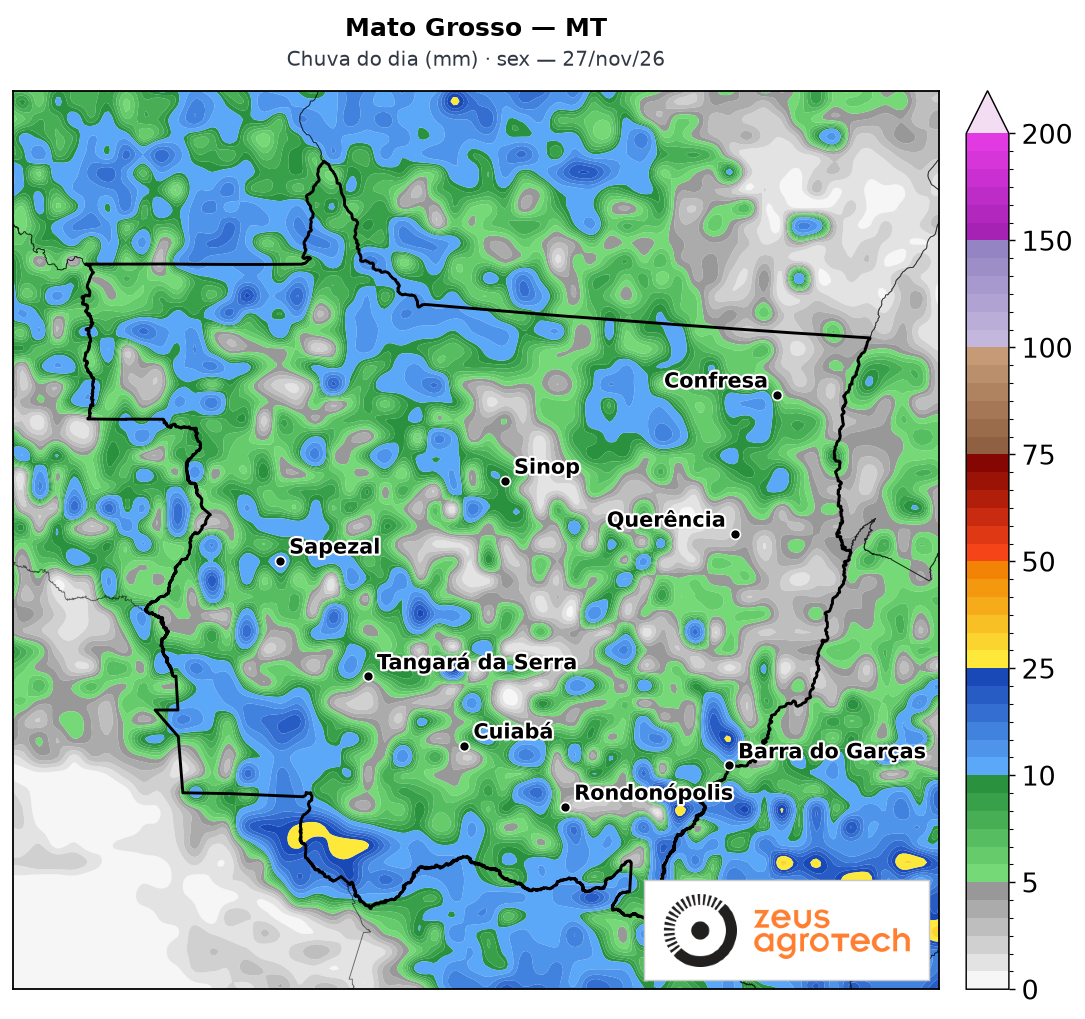 Mato Grosso — MT
Chuva do dia (mm) · sex — 27/nov/26
200
150
100
75
50
25
10
5
0
Confresa
Sinop
Querência
Sapezal
Tangará da Serra
Cuiabá
Barra do Garças
Rondonópolis
zeus
agrotech